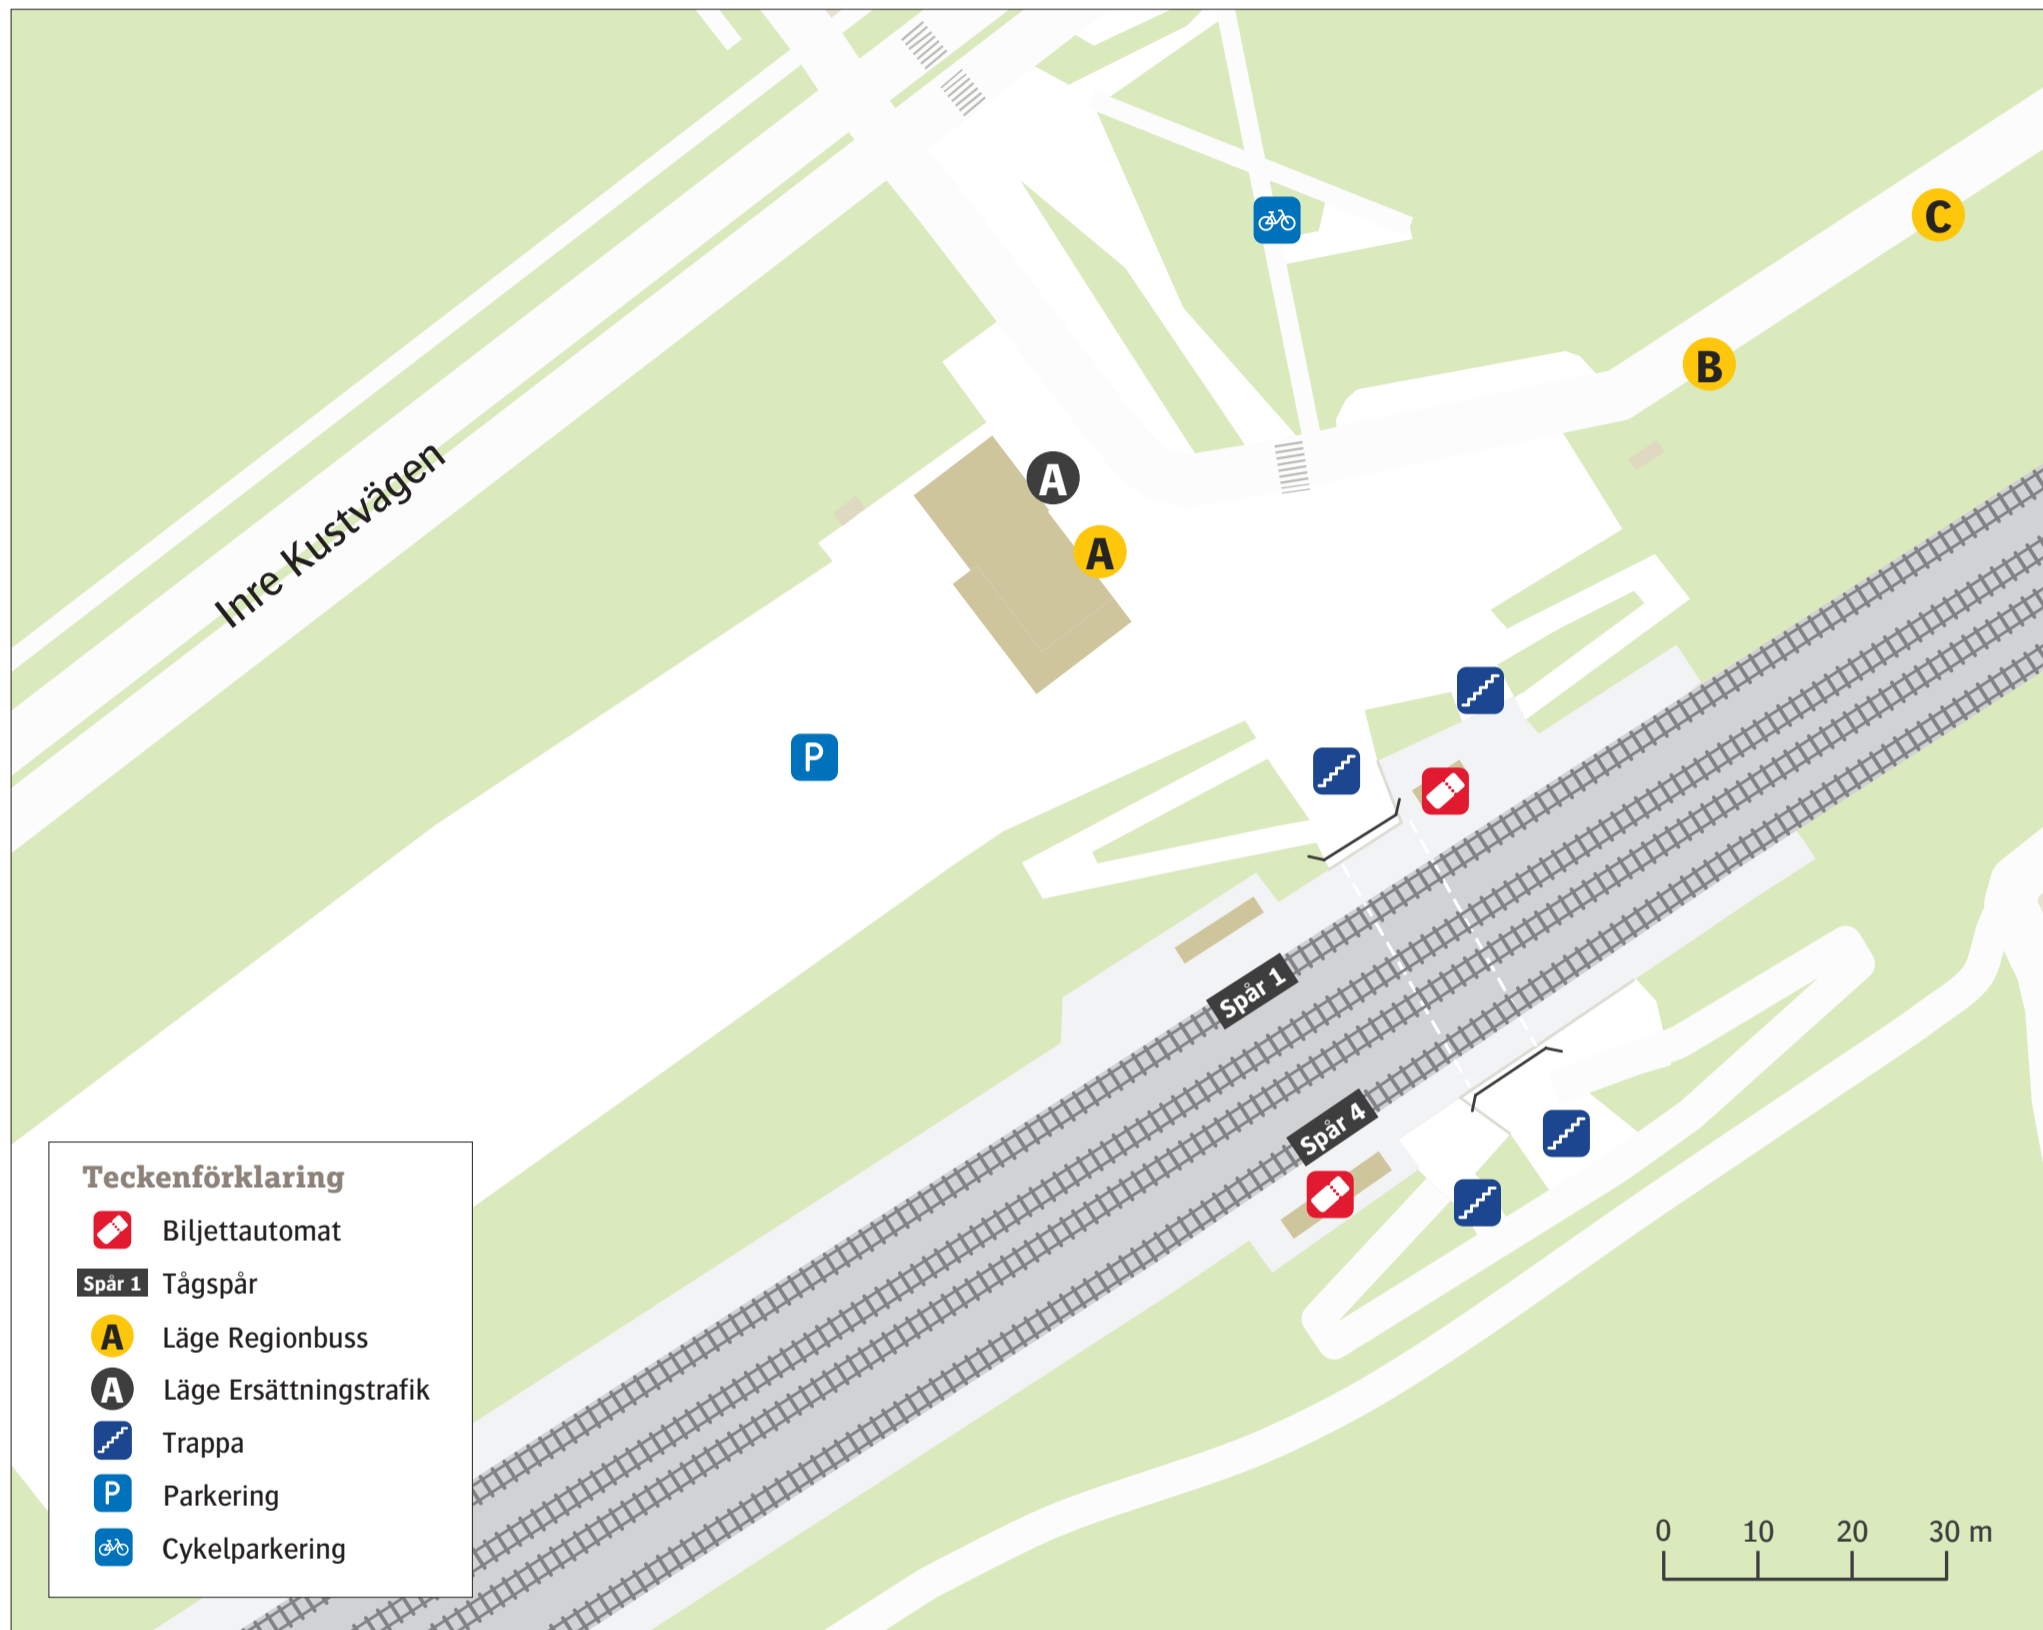 C
B
A
A
Inre Kustvägen
P
Spår 1
Spår 4
Teckenförklaring
Biljettautomat
Spår 1 Tågspår
A Läge Regionbuss
A Läge Ersättningstrafik
Trappa
P Parkering
Cykelparkering
0 10 20 30 m